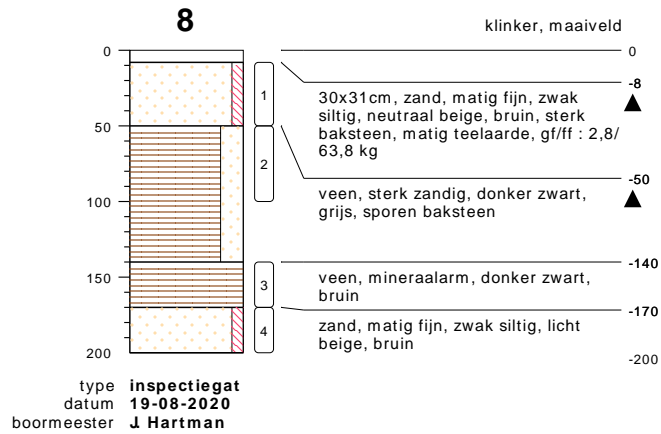 8
klinker, maaiveld
0
0
-8
1
30x31cm, zand, matig fijn, zwak
siltig, neutraal beige, bruin, sterk
baksteen, matig teelaarde, gf/ff : 2,8/
63,8 kg
50
-50
2
veen, sterk zandig, donker zwart,
grijs, sporen baksteen
100
-140
150
3
veen, mineraalarm, donker zwart,
bruin
-170
4
zand, matig fijn, zwak siltig, licht
beige, bruin
200
-200
type inspectiegat
datum 19-08-2020
boormeester J. Hartman